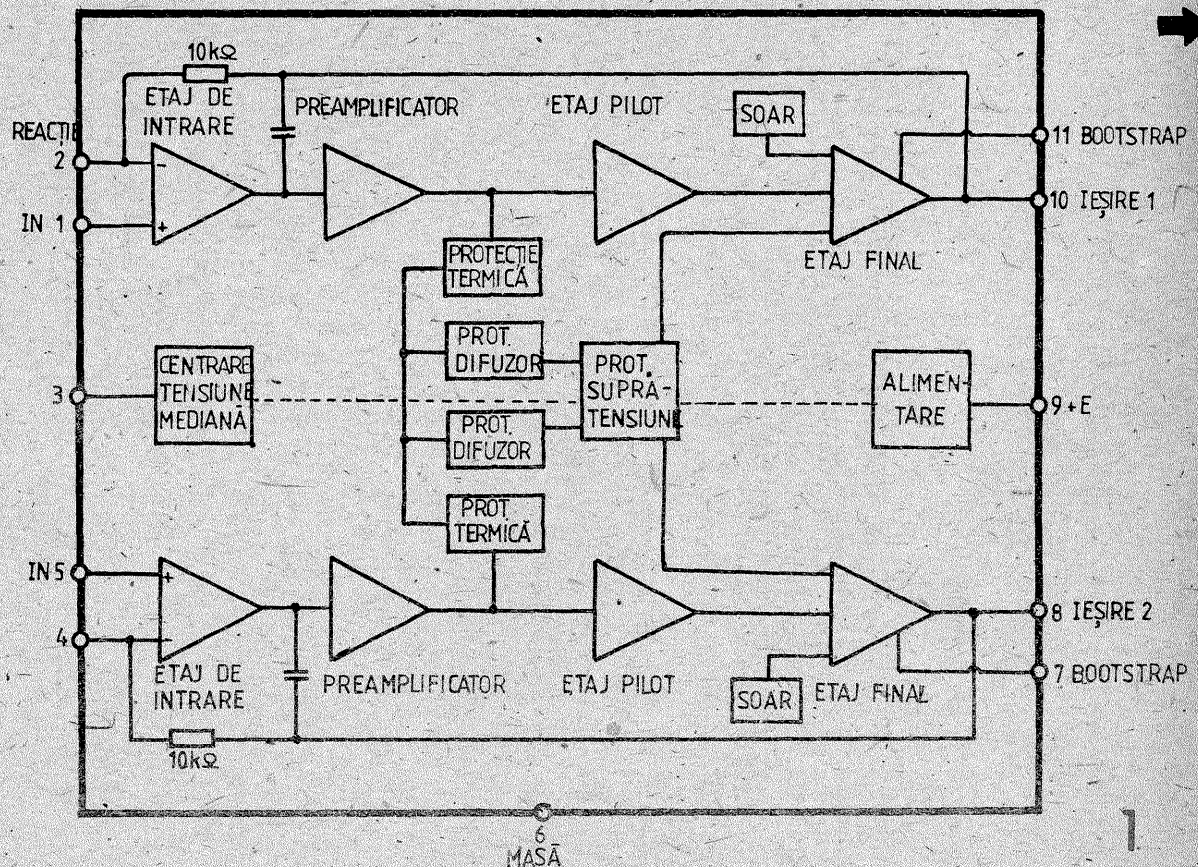 10kΩ
ETAJ DE
INTRARE
PREAMPLIFICATOR
ETAJ PILOT
SOAR
REACȚIE
2
-
11 BOOTSTRAP
IN 1
+
10 IEȘIRE 1
ETAJ FINAL
PROTECȚIE
TERMICĂ
PROT.
DIFUZOR
CENTRARE
TENSIUNE
MEDIANĂ
3
PROT.
SUPRA-
TENSIUNE
ALIMEN-
TARE
9 +E
PROT.
DIFUZOR
PROT.
TERMICĂ
IN 5
+
4
-
8 IEȘIRE 2
ETAJ DE
INTRARE
PREAMPLIFICATOR
ETAJ PILOT
SOAR
ETAJ FINAL
7 BOOTSTRAP
10kΩ
6
MASĂ
1